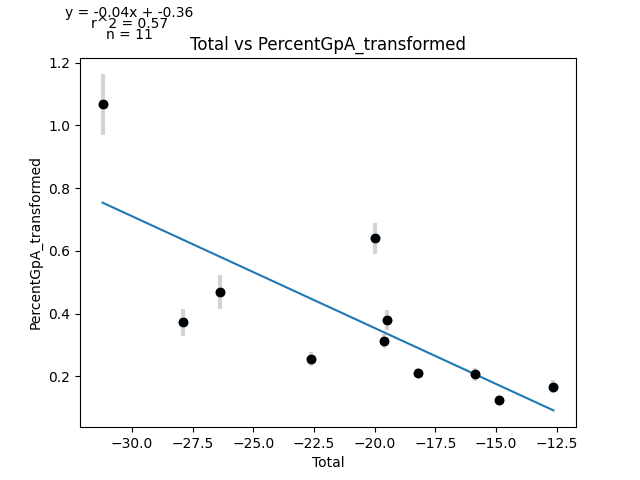 y = -0.04x + -0.36
r^2 = 0.57
n = 11
Total vs PercentGpA_transformed
1.2
1.0
0.8
0.6
0.4
0.2
PercentGpA_transformed
−30.0 −27.5 −25.0 −22.5 −20.0 −17.5 −15.0 −12.5
Total